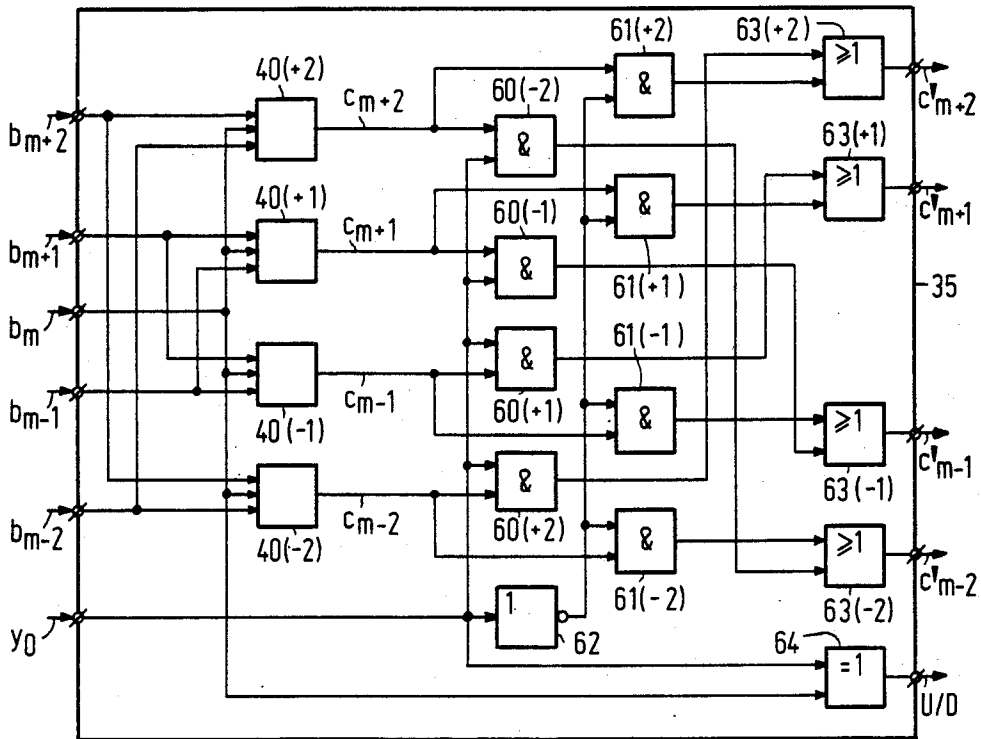 61(+2)
63(+2)
40(+2)
≥1
c'm+2
cm+2
60(-2)
&
bm+2
&
63(+1)
≥1
c'm+1
40(+1)
cm+1
60(-1)
&
bm+1
&
61(+1)
35
bm
61(-1)
&
cm-1
60(+1)
&
bm-1
40(-1)
≥1
c'm-1
63(-1)
&
cm-2
60(+2)
bm-2
40(-2)
&
61(-2)
≥1
c'm-2
63(-2)
1
62
y0
64
=1
U/D